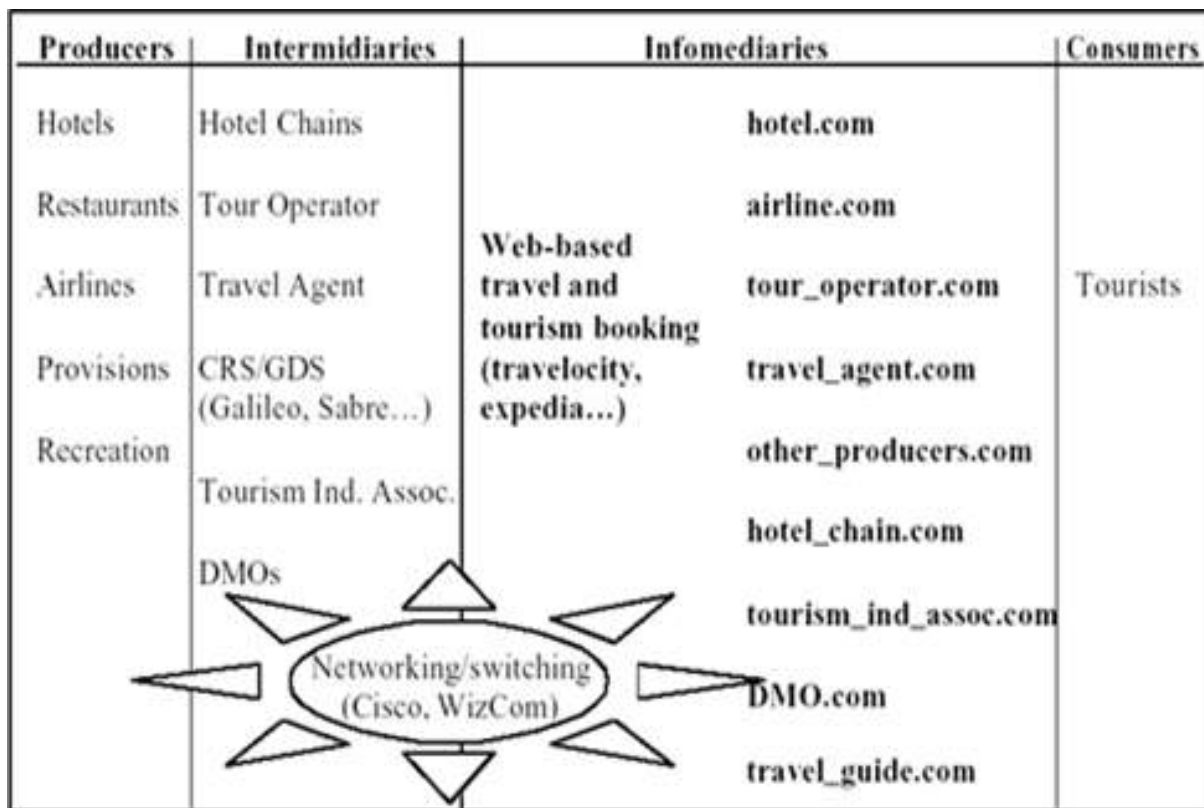 Producers
Intermidiaries
Infomediaries
Consumers
Hotels
Restaurants
Airlines
Provisions
Recreation
Hotel Chains
Tour Operator
Travel Agent
CRS/GDS
(Galileo, Sabre...)
Tourism Ind. Assoc.
DMOs
Web-based
travel and
tourism booking
(travelocity,
expedia...)
hotel.com
airline.com
tour_operator.com
travel_agent.com
other_producers.com
hotel_chain.com
tourism_ind_assoc.com
DMO.com
travel_guide.com
Tourists
Networking/switching
(Cisco, WizCom)